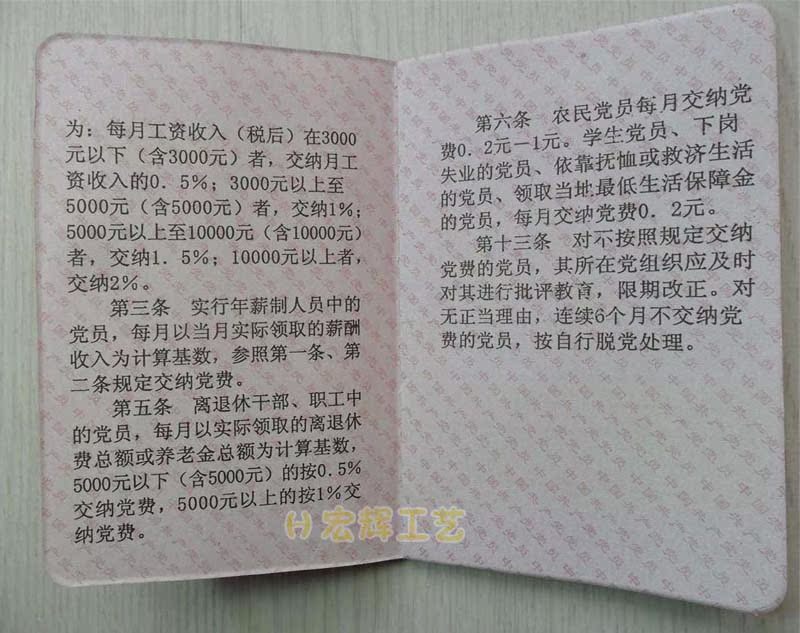 为：每月工资收入（税后）在3000
元以下（含3000元）者，交纳月工
资收入的0．5％；3000元以上至
5000元（含5000元）者，交纳1％；
5000元以上至10000元（含10000元）
者，交纳1．5％；10000元以上者，
交纳2％。
第三条　实行年薪制人员中的
党员，每月以当月实际领取的薪酬
收入为计算基数，参照第一条、第
二条规定交纳党费。
第五条　离退休干部、职工中
的党员，每月以实际领取的离退休
费总额或养老金总额为计算基数，
5000元以下（含5000元）的按0.5％
交纳党费，5000元以上的按1％交
纳党费。
第六条　农民党员每月交纳党
费0．2元－1元。学生党员、下岗
失业的党员、依靠抚恤或救济生活
的党员、领取当地最低生活保障金
的党员，每月交纳党费0．2元。
第十三条　对不按照规定交纳
党费的党员，其所在党组织应及时
对其进行批评教育，限期改正。对
无正当理由，连续6个月不交纳党
费的党员，按自行脱党处理。
H 宏辉工艺